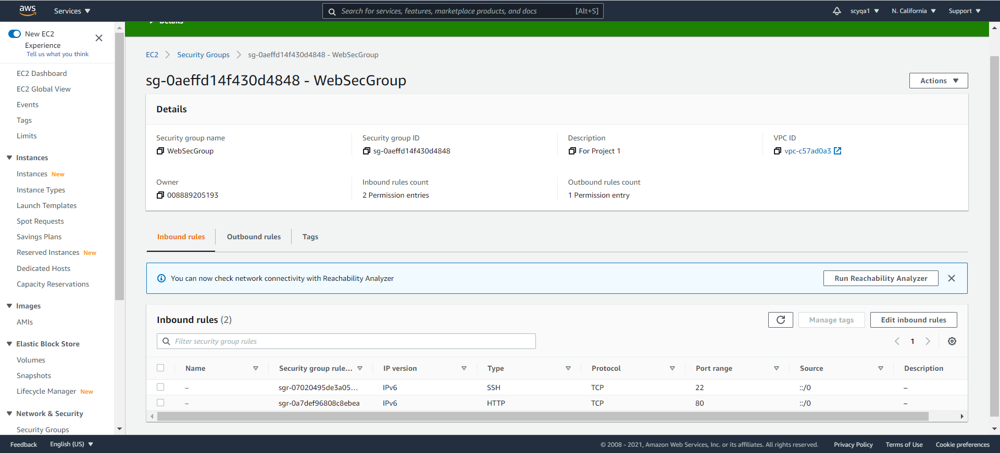 aws
Services
Search for services, features, marketplace products, and docs [Alt+S]
scyqa1
N. California
Support
New EC2
Experience
Tell us what you think
EC2 Dashboard
EC2 Global View
Events
Tags
Limits
Instances
Instances New
Instance Types
Launch Templates
Spot Requests
Savings Plans
Reserved Instances New
Dedicated Hosts
Capacity Reservations
Images
AMIs
Elastic Block Store
Volumes
Snapshots
Lifecycle Manager New
Network & Security
Security Groups
Details
EC2 Security Groups sg-0aeffd14f430d4848 - WebSecGroup
sg-0aeffd14f430d4848 - WebSecGroup
Actions
Details
Security group name
WebSecGroup
Security group ID
sg-0aeffd14f430d4848
Description
For Project 1
VPC ID
vpc-c57ad0a3
Owner
008889205193
Inbound rules count
2 Permission entries
Outbound rules count
1 Permission entry
Inbound rules
Outbound rules
Tags
You can now check network connectivity with Reachability Analyzer
Run Reachability Analyzer
Inbound rules (2)
Manage tags
Edit inbound rules
Filter security group rules
1
Name Security group rule... IP version Type Protocol Port range Source Description
– sgr-07020495de3a05... IPv6 SSH TCP 22 ::/0 –
– sgr-0a7def96808c8ebea IPv6 HTTP TCP 80 ::/0 –
Feedback
English (US)
© 2008 - 2021, Amazon Web Services, Inc. or its affiliates. All rights reserved.
Privacy Policy
Terms of Use
Cookie preferences